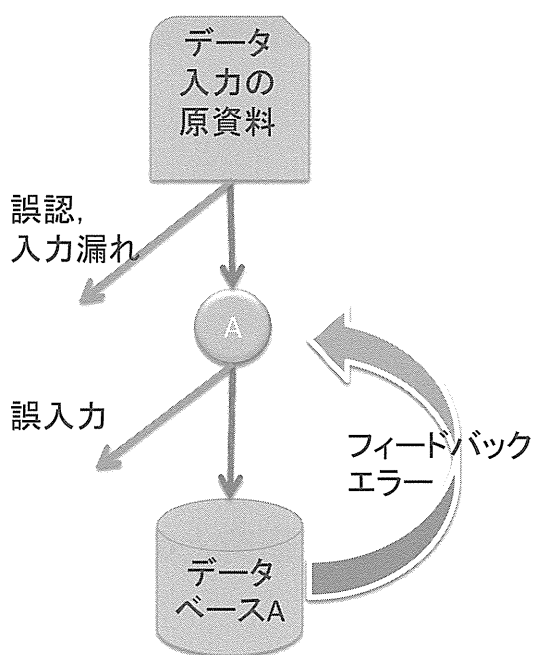 データ
入力の
原資料
誤認,
入力漏れ
A
誤入力
フィードバック
エラー
データ
ベースA